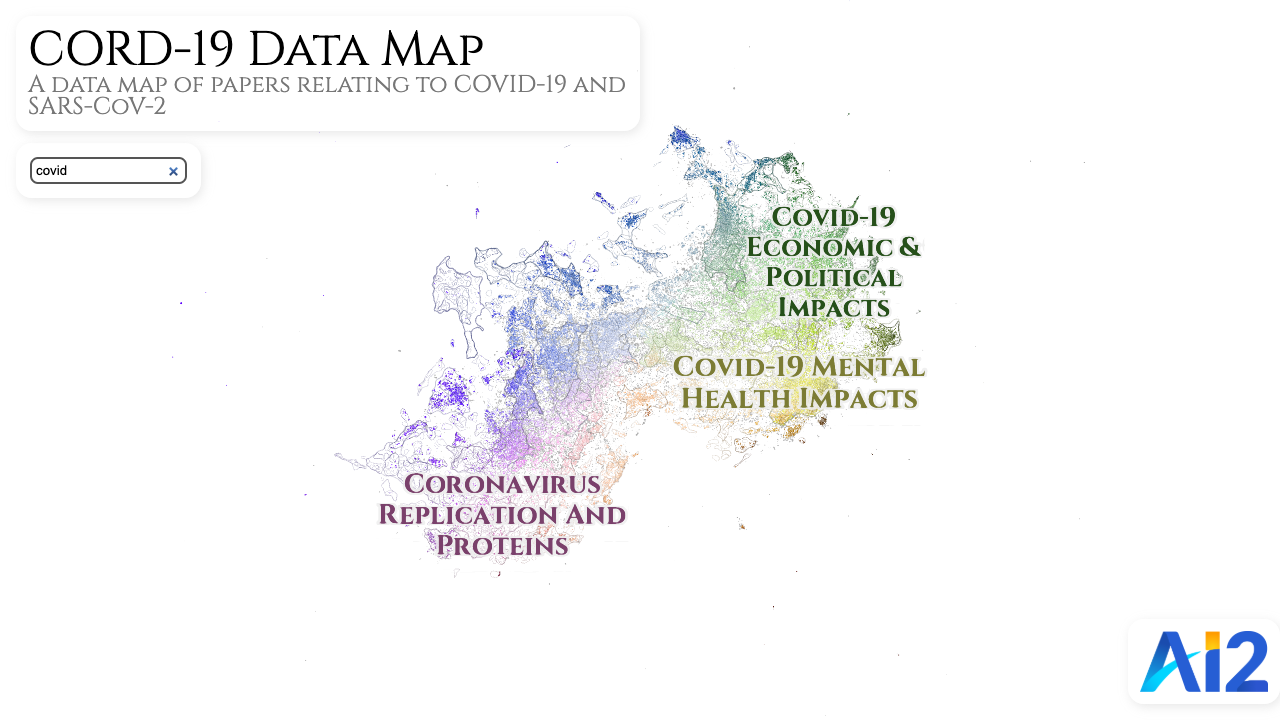 CORD-19 Data Map
A data map of papers relating to COVID-19 and
SARS-CoV-2
covid
Covid-19
Economic &
Political
Impacts
Covid-19 Mental
Health Impacts
Coronavirus
Replication And
Proteins
Ai2